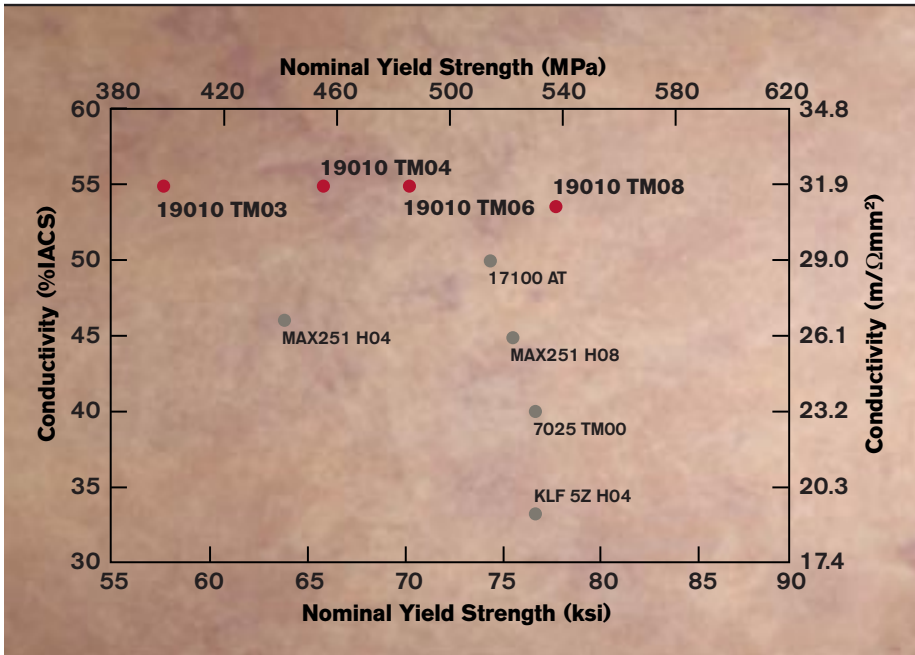 Nominal Yield Strength (MPa)
380 420 460 500 540 580 620
60 34.8
55 31.9
50 29.0
45 26.1
40 23.2
35 20.3
30 17.4
Conductivity (%IACS)
Conductivity (m/Ωmm²)
19010 TM04
19010 TM03
19010 TM06
19010 TM08
17100 AT
MAX251 H04
MAX251 H08
7025 TM00
KLF 5Z H04
55 60 65 70 75 80 85 90
Nominal Yield Strength (ksi)